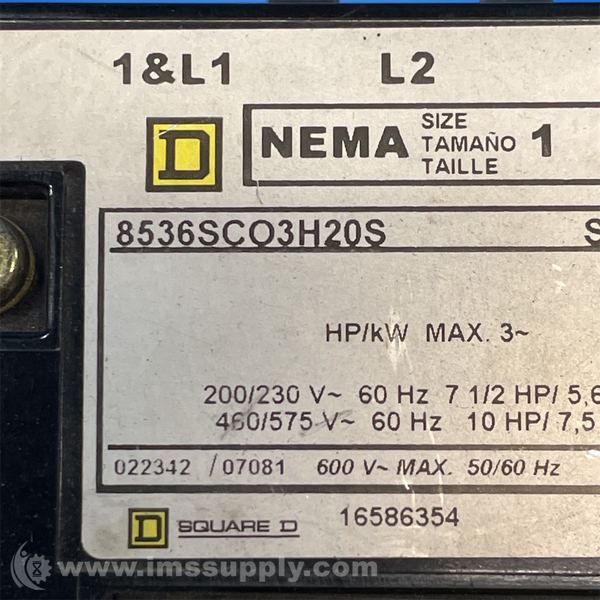 1&L1 L2
D NEMA SIZE 1
TAMAÑO
TAILLE
8536SCO3H20S S
HP/kW MAX. 3~
200/230 V~ 60 Hz 7 1/2 HP/ 5,6
460/575 V~ 60 Hz 10 HP/ 7,5
022342 / 07081 600 V~ MAX. 50/60 Hz
D SQUARE D 16586354
www.imssupply.com